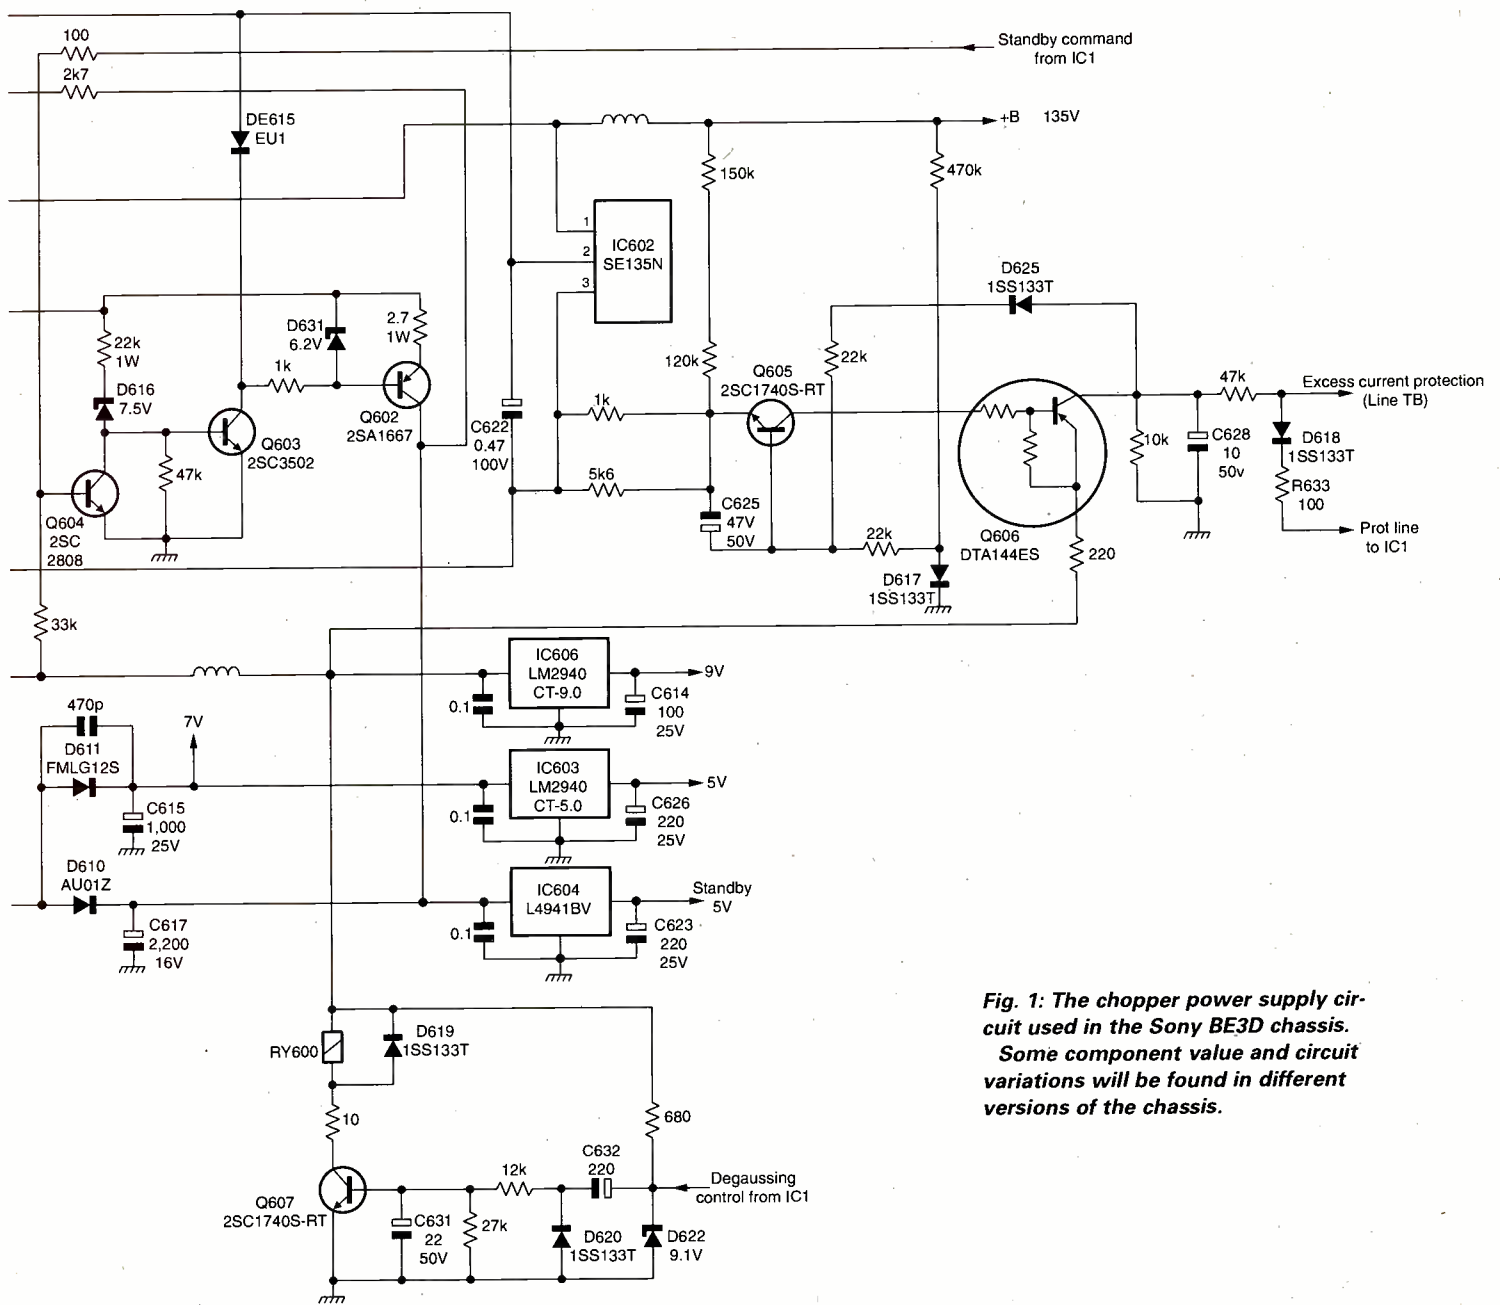 100
Standby command
from IC1
2k7
DE615
EU1
+B 135V
150k
470k
1
2
3
IC602
SE135N
D625
1SS133T
22k
1W
D631
6.2V
2.7
1W
1k
D616
7.5V
Q602
2SA1667
Q603
2SC3502
47k
Q604
2SC
2808
C622
0.47
100V
120k
1k
5k6
Q605
2SC1740S-RT
22k
C625
47V
50V
22k
D617
1SS133T
Q606
DTA144ES
220
10k
C628
10
50v
47k
Excess current protection
(Line TB)
D618
1SS133T
R633
100
Prot line
to IC1
33k
IC606
LM2940
CT-9.0
0.1
9V
C614
100
25V
470p
D611
FMLG12S
7V
C615
1,000
25V
IC603
LM2940
CT-5.0
0.1
5V
C626
220
25V
D610
AU01Z
C617
2,200
16V
IC604
L4941BV
0.1
Standby
5V
C623
220
25V
Fig. 1: The chopper power supply cir-
cuit used in the Sony BE3D chassis.
Some component value and circuit
variations will be found in different
versions of the chassis.
RY600
D619
1SS133T
10
680
Q607
2SC1740S-RT
C631
22
50V
27k
12k
C632
220
D620
1SS133T
D622
9.1V
Degaussing
control from IC1